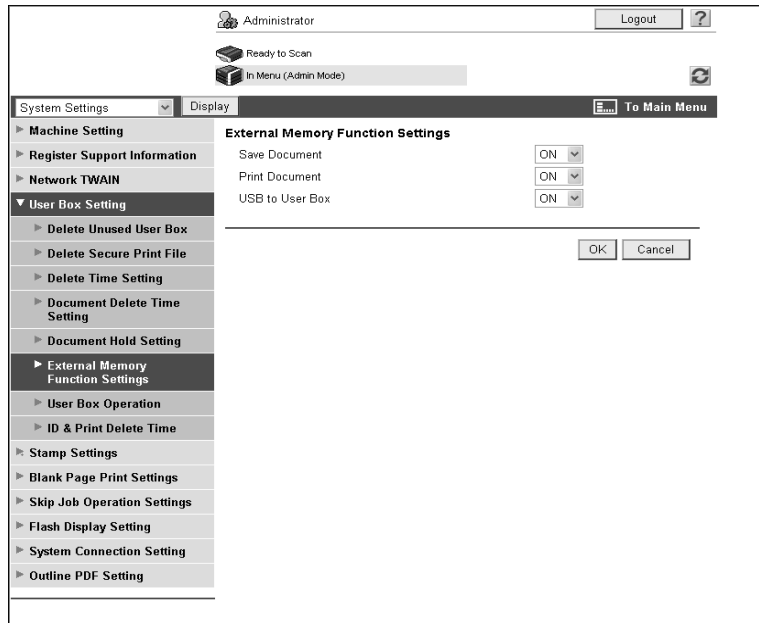 Administrator
Logout
?
Ready to Scan
In Menu (Admin Mode)
System Settings
Display
To Main Menu
Machine Setting
Register Support Information
Network TWAIN
User Box Setting
Delete Unused User Box
Delete Secure Print File
Delete Time Setting
Document Delete Time
Setting
Document Hold Setting
External Memory
Function Settings
User Box Operation
ID & Print Delete Time
Stamp Settings
Blank Page Print Settings
Skip Job Operation Settings
Flash Display Setting
System Connection Setting
Outline PDF Setting
External Memory Function Settings
Save Document ON
Print Document ON
USB to User Box ON
OK Cancel